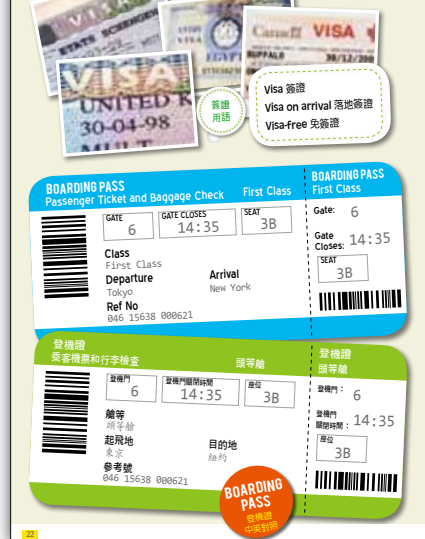 ETATS SCHENGEN
VISA
EGYPT
Canada VISA
BUFFALO
30/12/200
VISA
UNITED K
30-04-98
MULT
簽證
用語
Visa 簽證
Visa on arrival 落地簽證
Visa-free 免簽證
BOARDING PASS
Passenger Ticket and Baggage Check First Class
GATE
6
GATE CLOSES
14:35
SEAT
3B
Class
First Class
Departure
Tokyo
Arrival
New York
Ref No
046 15638 000621
BOARDING PASS
First Class
Gate: 6
Gate
Closes: 14:35
SEAT
3B
登機證
乘客機票和行李檢查 頭等艙
登機門
6
登機門關閉時間
14:35
座位
3B
艙等
頭等艙
起飛地
東京
目的地
紐約
參考號
046 15638 000621
登機證
頭等艙
登機門： 6
登機門
關閉時間： 14:35
座位
3B
BOARDING
PASS
登機證
中英對照
22